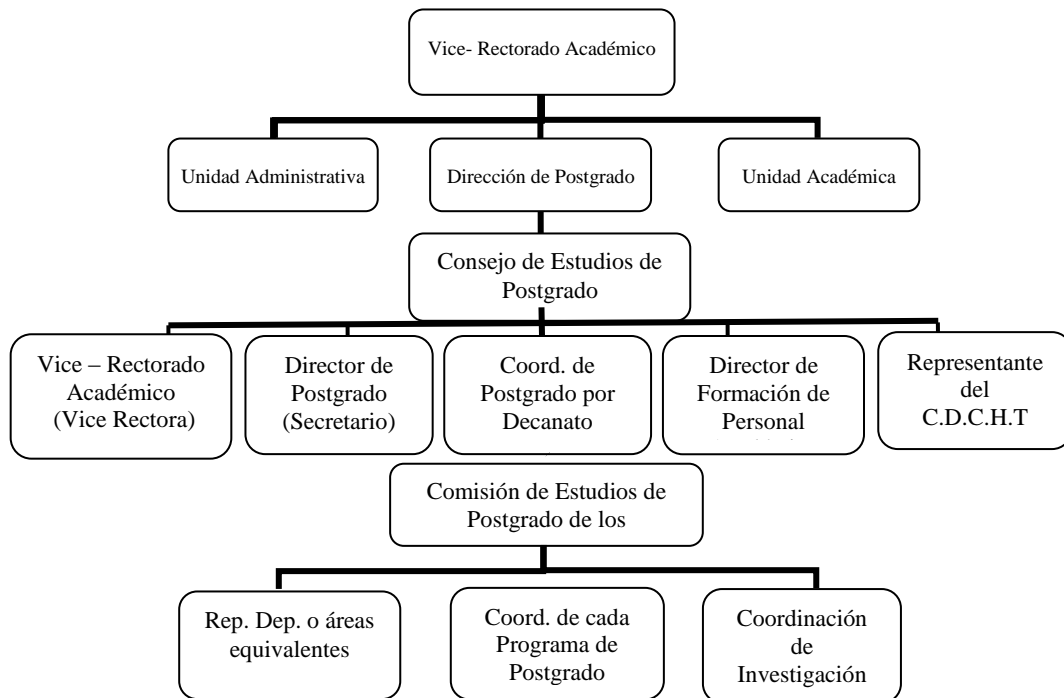 Vice- Rectorado Académico
Unidad Administrativa
Dirección de Postgrado
Unidad Académica
Consejo de Estudios de
Postgrado
Vice – Rectorado
Académico
(Vice Rectora)
Director de
Postgrado
(Secretario)
Coord. de
Postgrado por
Decanato
Director de
Formación de
Personal
Representante
del
C.D.C.H.T
Comisión de Estudios de
Postgrado de los
Rep. Dep. o áreas
equivalentes
Coord. de cada
Programa de
Postgrado
Coordinación
de
Investigación